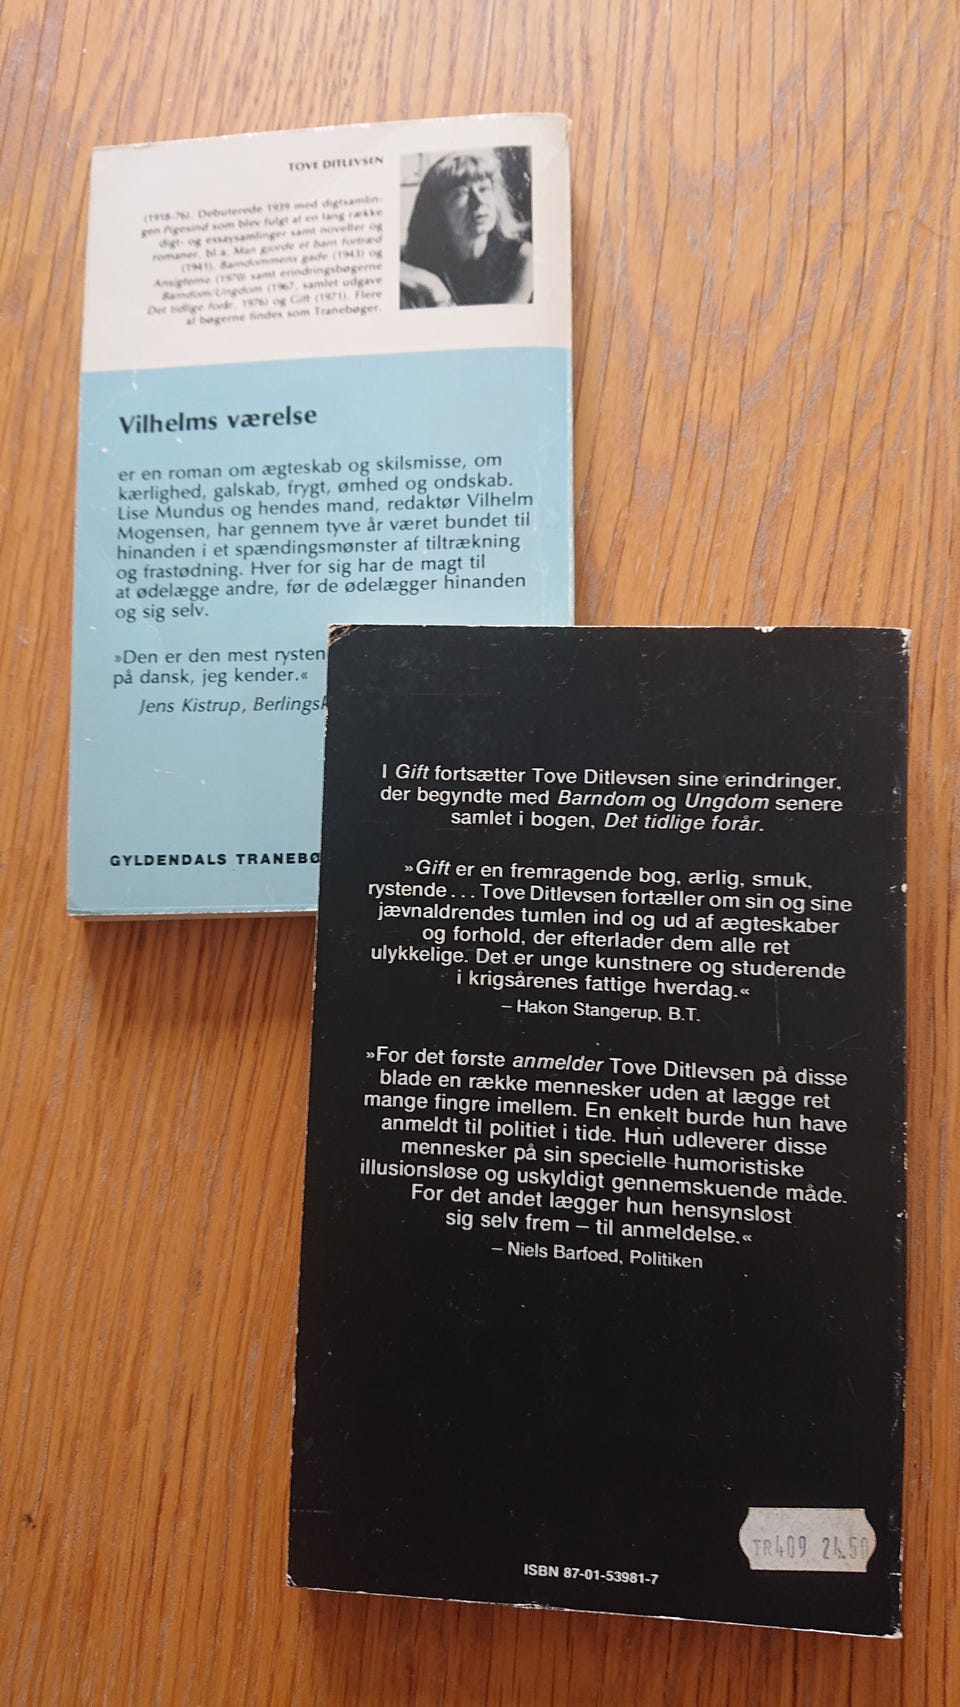 TOVE DITLEVSEN
(1918-76). Debuterede 1939 med digtsamlin-
gen Pigesind som blev fulgt af en lang række
digt- og essaysamlinger samt noveller og
romaner, bl.a. Man gjorde et barn fortræd
(1941), Barndommens gade (1943) og
Ansigterne (1970) samt erindringsbøgerne
Barndom/Ungdom (1967, samlet udgave
Det tidlige forår, 1976) og Gift (1971). Flere
af bøgerne findes som Tranebøger.
Vilhelms værelse
er en roman om ægteskab og skilsmisse, om
kærlighed, galskab, frygt, ømhed og ondskab.
Lise Mundus og hendes mand, redaktør Vilhelm
Mogensen, har gennem tyve år været bundet til
hinanden i et spændingsmønster af tiltrækning
og frastødning. Hver for sig har de magt til
at ødelægge andre, før de ødelægger hinanden
og sig selv.
»Den er den mest rysten
på dansk, jeg kender.«
Jens Kistrup, Berlingsk
GYLDENDALS TRANEBØ
I Gift fortsætter Tove Ditlevsen sine erindringer,
der begyndte med Barndom og Ungdom senere
samlet i bogen, Det tidlige forår.
»Gift er en fremragende bog, ærlig, smuk,
rystende... Tove Ditlevsen fortæller om sin og sine
jævnaldrendes tumlen ind og ud af ægteskaber
og forhold, der efterlader dem alle ret
ulykkelige. Det er unge kunstnere og studerende
i krigsårenes fattige hverdag.«
– Hakon Stangerup, B.T.
»For det første anmelder Tove Ditlevsen på disse
blade en række mennesker uden at lægge ret
mange fingre imellem. En enkelt burde hun have
anmeldt til politiet i tide. Hun udleverer disse
mennesker på sin specielle humoristiske
illusionsløse og uskyldigt gennemskuende måde.
For det andet lægger hun hensynsløst
sig selv frem – til anmeldelse.«
– Niels Barfoed, Politiken
TR409 24.50
ISBN 87-01-53981-7